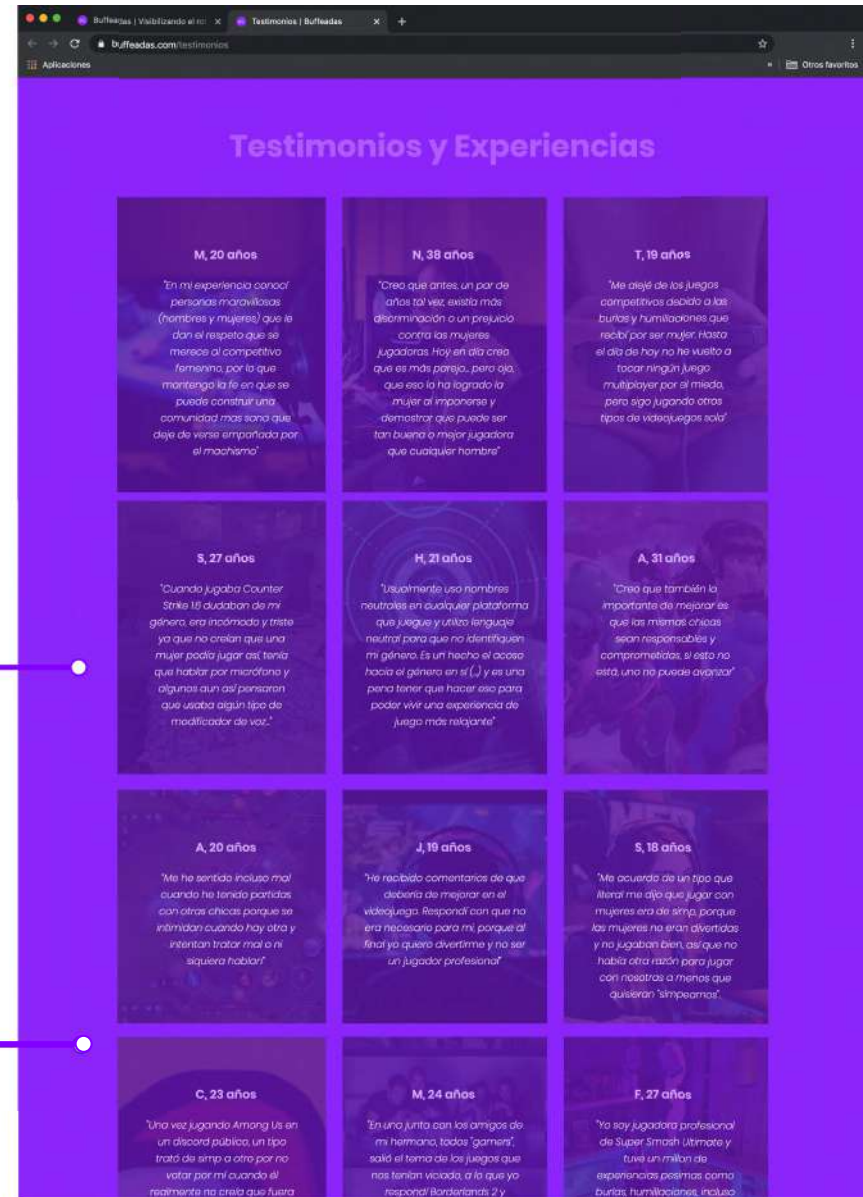 Buffeadas | Visibilizando el ro
Testimonios | Buffeadas
buffeadas.com/testimonios
Aplicaciones
Otros favoritos
Testimonios y Experiencias
M, 20 años
"En mi experiencia conocí
personas maravillosas
(hombres y mujeres) que le
dan el respeto que se
merece al competitivo
femenino, por lo que
mantengo la fe en que se
puede construir una
comunidad mas sana que
deje de verse empañada por
el machismo"
N, 38 años
"Creo que antes, un par de
años tal vez, existía más
discriminación o un prejuicio
contra las mujeres
jugadoras. Hoy en día creo
que es más parejo... pero ojo,
que eso lo ha logrado la
mujer al imponerse y
demostrar que puede ser
tan buena o mejor jugadora
que cualquier hombre"
T, 19 años
"Me alejé de los juegos
competitivos debido a las
burlas y humillaciones que
recibí por ser mujer. Hasta
el día de hoy no he vuelto a
tocar ningún juego
multiplayer por el miedo,
pero sigo jugando otros
tipos de videojuegos sola"
S, 27 años
"Cuando jugaba Counter
Strike 1.6 dudaban de mi
género, era incómodo y triste
ya que no creían que una
mujer podía jugar así, tenía
que hablar por micrófono y
algunos aun así pensaron
que usaba algún tipo de
modificador de voz..."
H, 21 años
"Usualmente uso nombres
neutrales en cualquier plataforma
que juegue y utilizo lenguaje
neutral para que no identifiquen
mi género. Es un hecho el acoso
hacia el género en sí (...) y es una
pena tener que hacer eso para
poder vivir una experiencia de
juego más relajante"
A, 31 años
"Creo que también lo
importante de mejorar es
que las mismas chicas
sean responsables y
comprometidas, si esto no
está, uno no puede avanzar"
A, 20 años
"Me he sentido incluso mal
cuando he tenido partidas
con otras chicas porque se
intimidan cuando hay otra y
intentan tratar mal o ni
siquiera hablan"
J, 19 años
"He recibido comentarios de que
debería de mejorar en el
videojuego. Respondí con que no
era necesario para mí, porque al
final yo quiero divertirme y no ser
un jugador profesional"
S, 18 años
"Me acuerdo de un tipo que
literal me dijo que jugar con
mujeres era de simp, porque
las mujeres no eran divertidas
y no jugaban bien, así que no
había otra razón para jugar
con nosotras a menos que
quisieran "simpearnos".
C, 23 años
"Una vez jugando Among Us en
un discord público, un tipo
trató de simp a otro por no
votar por mí cuando él
realmente no creía que fuera
M, 24 años
"En una junta con los amigos de
mi hermano, todos "gamers",
salió el tema de los juegos que
nos tenían viciado, a lo que yo
respondí Borderlands 2 y
F, 27 años
"Yo soy jugadora profesional
de Super Smash Ultimate y
tuve un millon de
experiencias pesimas como
burlas, humillaciones, incluso